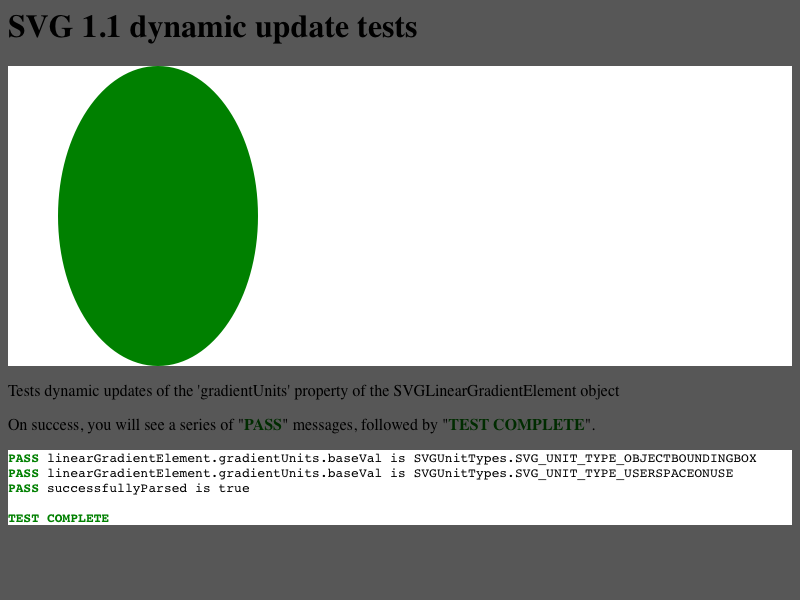 SVG 1.1 dynamic update tests
Tests dynamic updates of the 'gradientUnits' property of the SVGLinearGradientElement object
On success, you will see a series of "PASS" messages, followed by "TEST COMPLETE".
PASS linearGradientElement.gradientUnits.baseVal is SVGUnitTypes.SVG_UNIT_TYPE_OBJECTBOUNDINGBOX
PASS linearGradientElement.gradientUnits.baseVal is SVGUnitTypes.SVG_UNIT_TYPE_USERSPACEONUSE
PASS successfullyParsed is true
TEST COMPLETE